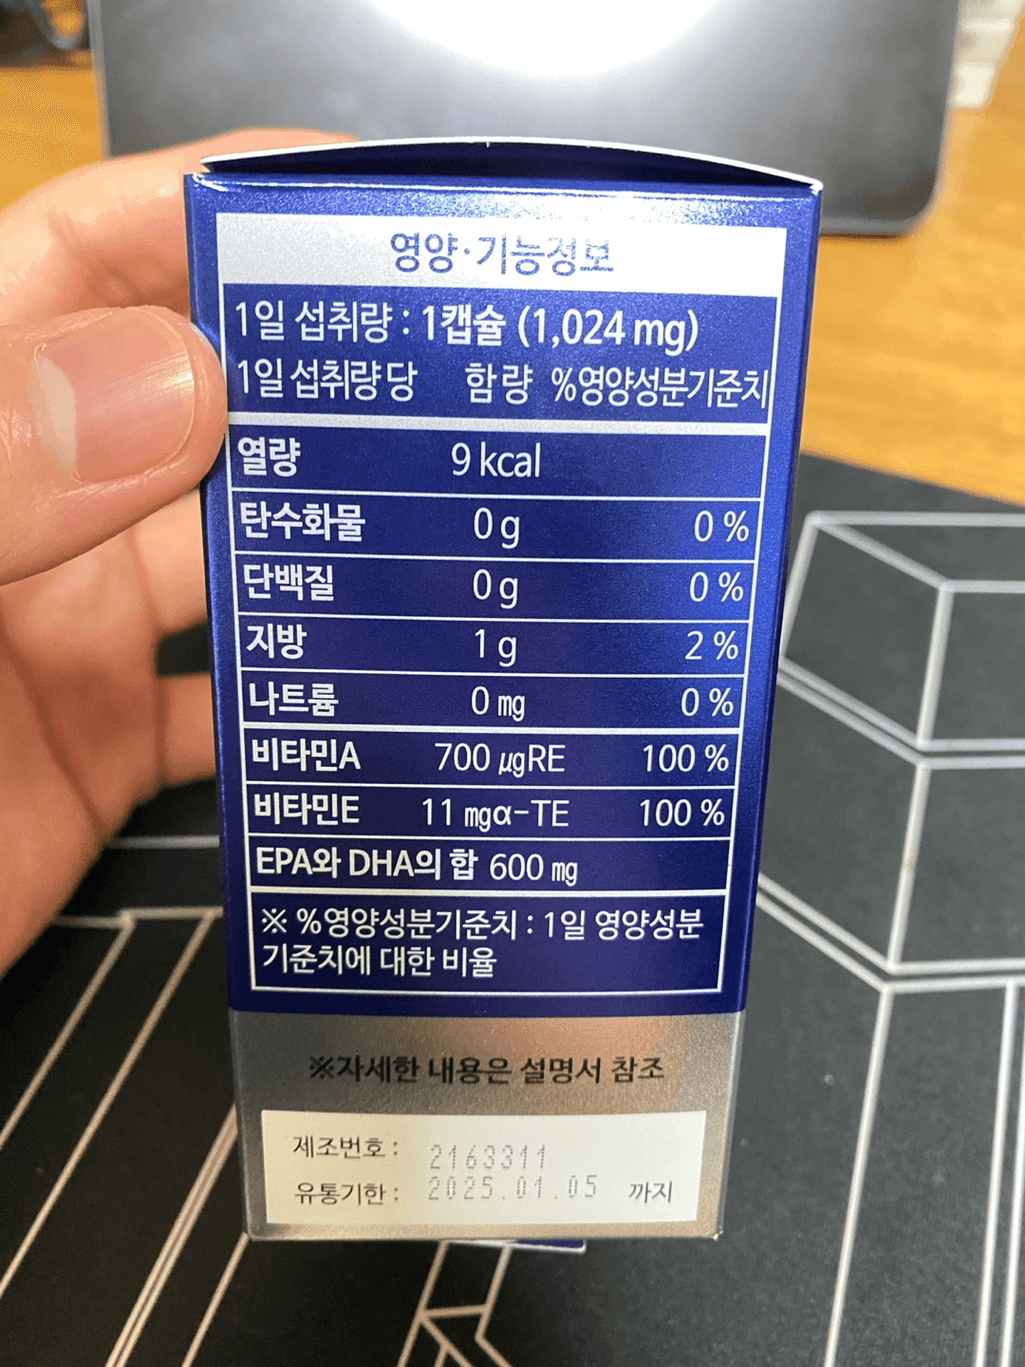 영양·기능정보
1일 섭취량 : 1캡슐 (1,024 mg)
1일 섭취량당 함량 %영양성분기준치
열량 9 kcal
탄수화물 0 g 0 %
단백질 0 g 0 %
지방 1 g 2 %
나트륨 0 mg 0 %
비타민A 700 μgRE 100 %
비타민E 11 mgα-TE 100 %
EPA와 DHA의 합 600 mg
※ %영양성분기준치 : 1일 영양성분
기준치에 대한 비율
※자세한 내용은 설명서 참조
제조번호 : 2163311
유통기한 : 2025.01.05 까지